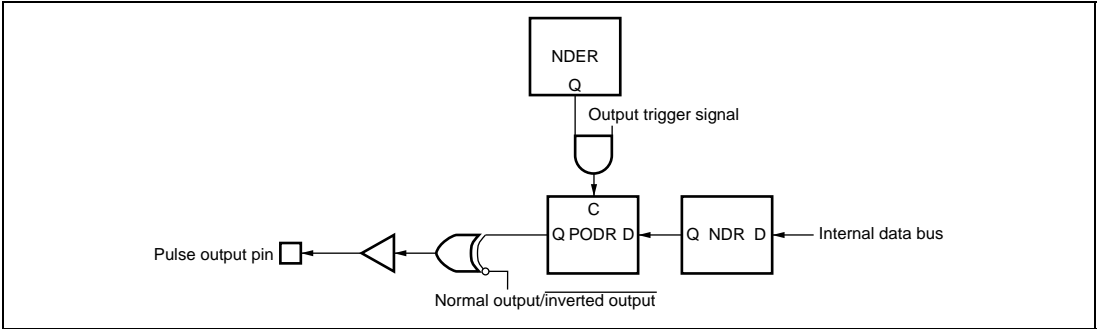 NDER
Q
Output trigger signal
C
Q PODR D
Q NDR D
Internal data bus
Pulse output pin
Normal output/inverted output